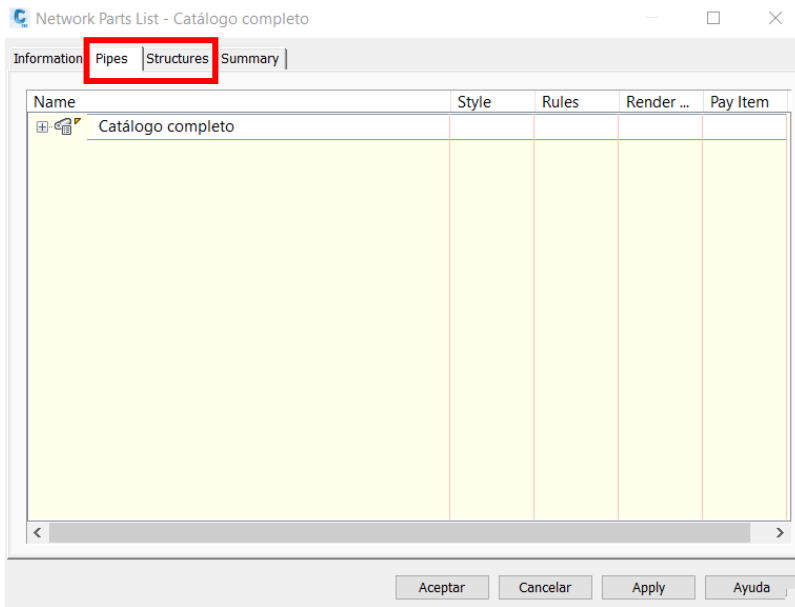 Network Parts List - Catálogo completo
Information Pipes Structures Summary
Name Style Rules Render ... Pay Item
Catálogo completo
Aceptar Cancelar Apply Ayuda